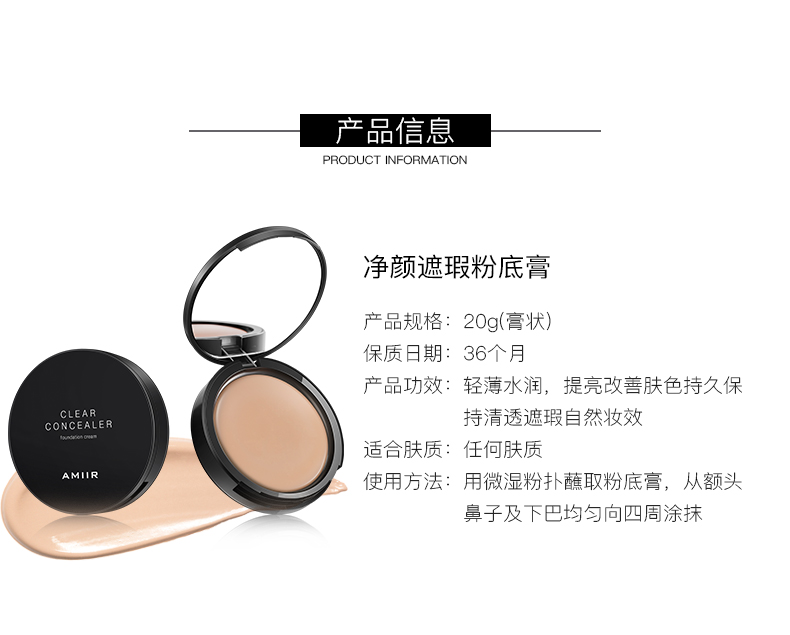 产品信息
PRODUCT INFORMATION
净颜遮瑕粉底膏
产品规格：20g(膏状)
保质日期：36个月
产品功效：轻薄水润，提亮改善肤色持久保
持清透遮瑕自然妆效
适合肤质：任何肤质
使用方法：用微湿粉扑蘸取粉底膏，从额头
鼻子及下巴均匀向四周涂抹
CLEAR
CONCEALER
foundation cream
AMIIR